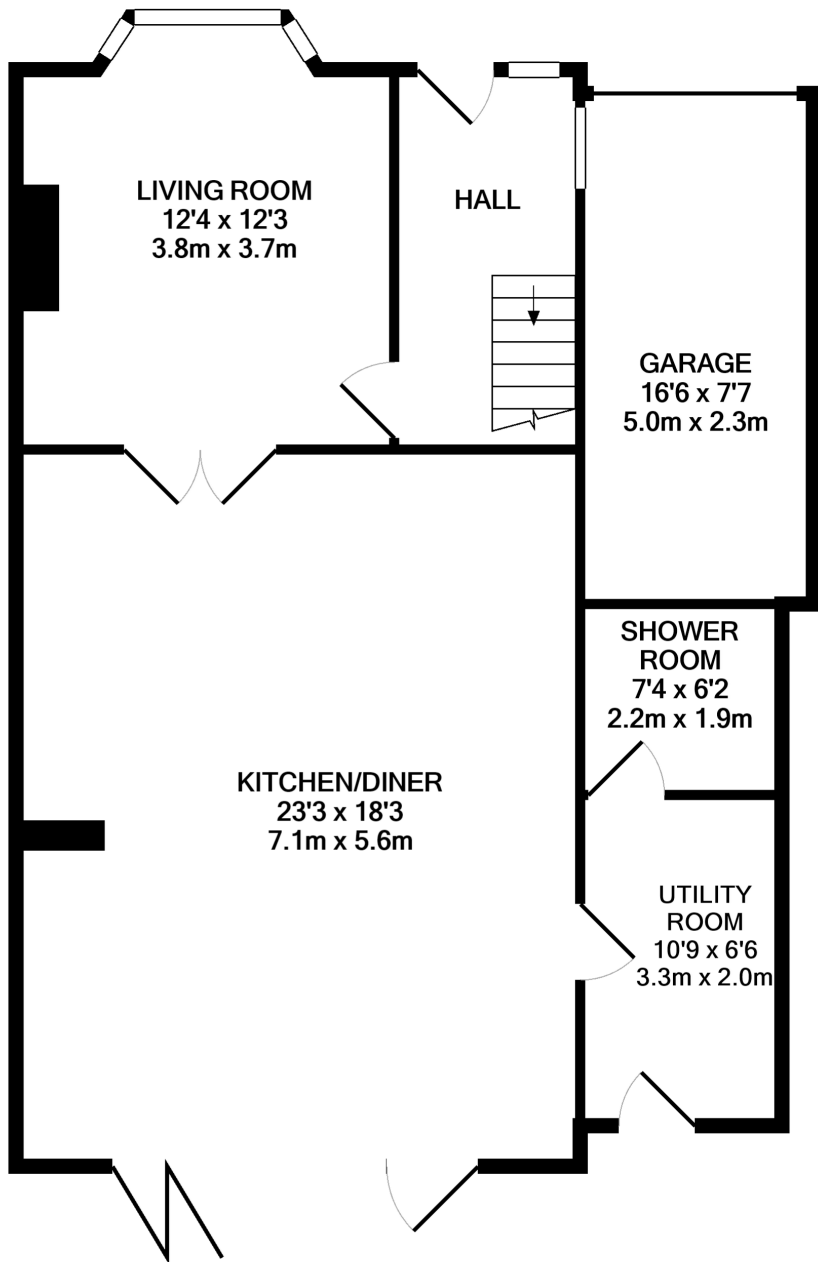 LIVING ROOM
12'4 x 12'3
3.8m x 3.7m
HALL
GARAGE
16'6 x 7'7
5.0m x 2.3m
SHOWER
ROOM
7'4 x 6'2
2.2m x 1.9m
KITCHEN/DINER
23'3 x 18'3
7.1m x 5.6m
UTILITY
ROOM
10'9 x 6'6
3.3m x 2.0m